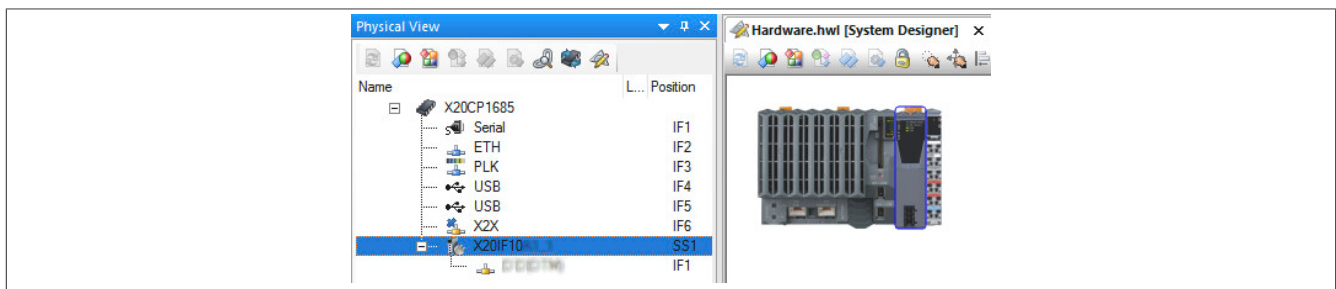 Physical View
Hardware.hwl [System Designer]
Name L... Position
X20CP1685
Serial IF1
ETH IF2
PLK IF3
USB IF4
USB IF5
X2X IF6
X20IF10 SS1
IF1